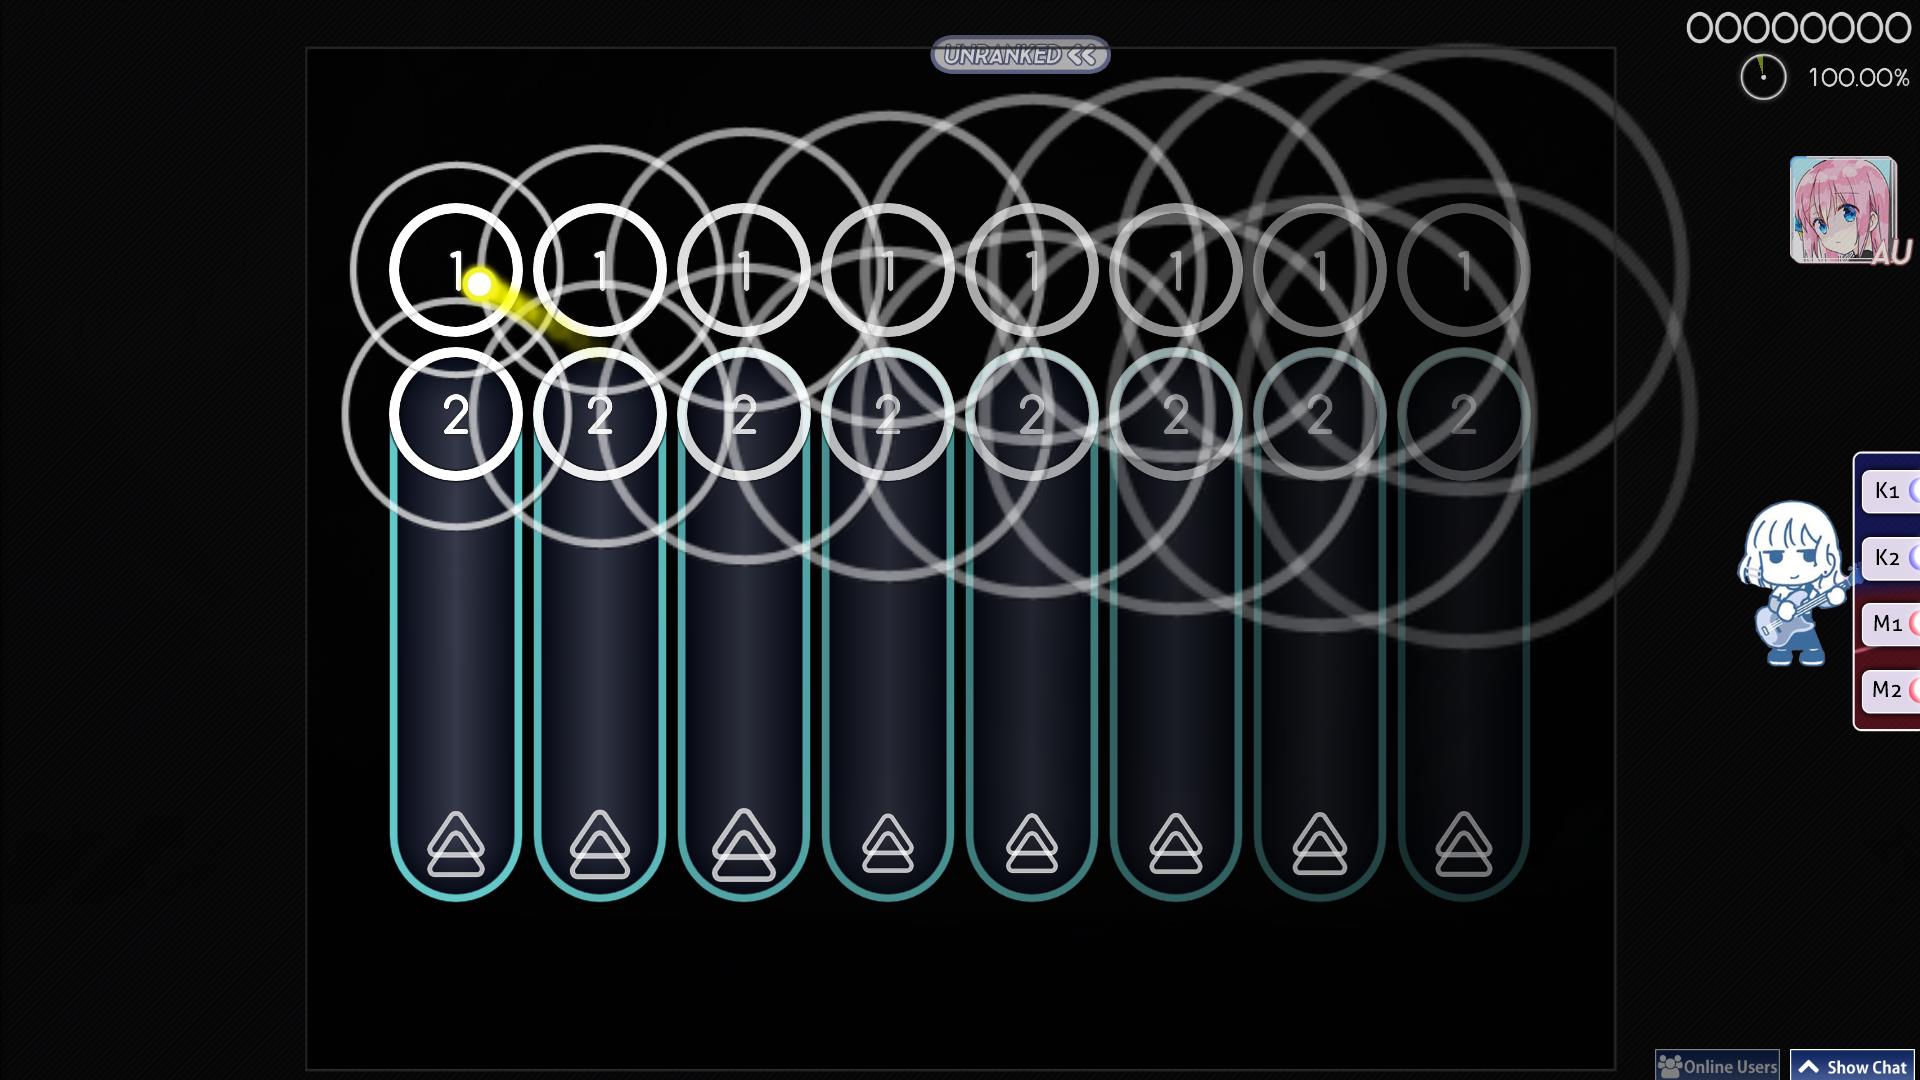 UNRANKED
00000000
100.00%
AU
1 1 1 1 1 1 1 1
2 2 2 2 2 2 2 2
K1
K2
M1
M2
Online Users
Show Chat